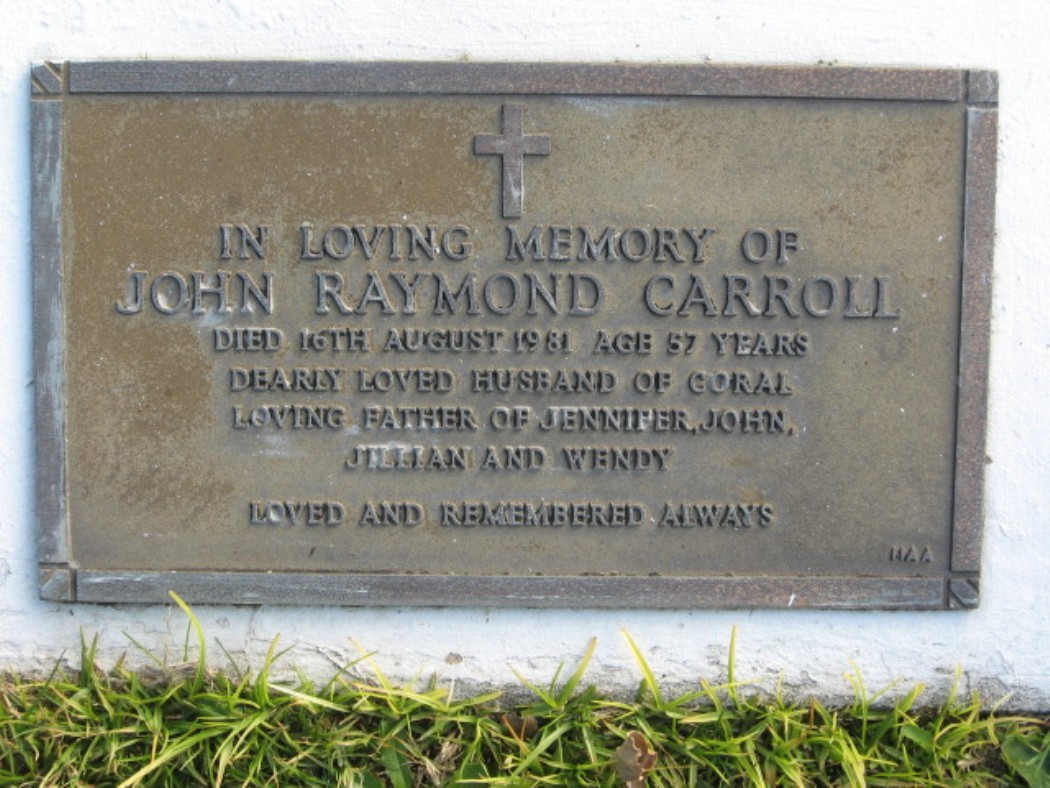 IN LOVING MEMORY OF
JOHN RAYMOND CARROLL
DIED 16TH AUGUST 1981 AGE 57 YEARS
DEARLY LOVED HUSBAND OF CORAL
LOVING FATHER OF JENNIFER, JOHN,
JILLIAN AND WENDY
LOVED AND REMEMBERED ALWAYS